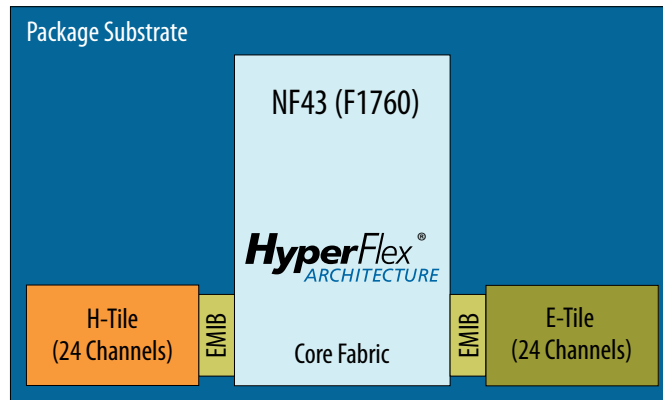 Package Substrate
NF43 (F1760)
HyperFlex®
ARCHITECTURE
H-Tile
(24 Channels)
EMIB
Core Fabric
EMIB
E-Tile
(24 Channels)